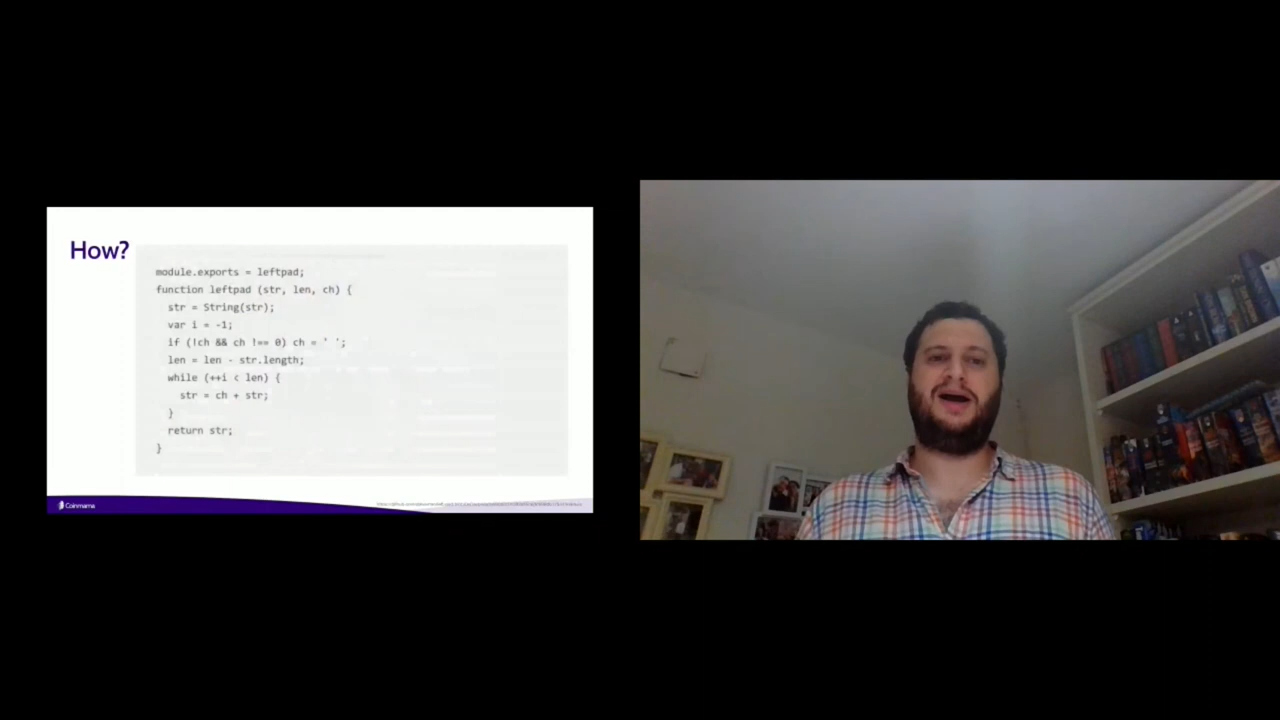 How?
module.exports = leftpad;
function leftpad (str, len, ch) {
  str = String(str);
  var i = -1;
  if (!ch && ch !== 0) ch = ' ';
  len = len - str.length;
  while (++i < len) {
    str = ch + str;
  }
  return str;
}
Coinmama